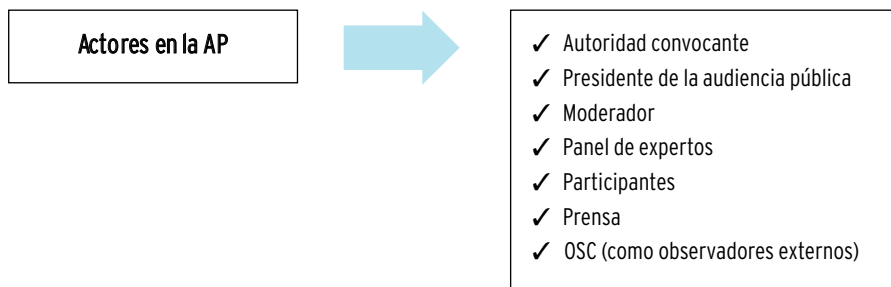 Actores en la AP
✓ Autoridad convocante
✓ Presidente de la audiencia pública
✓ Moderador
✓ Panel de expertos
✓ Participantes
✓ Prensa
✓ OSC (como observadores externos)